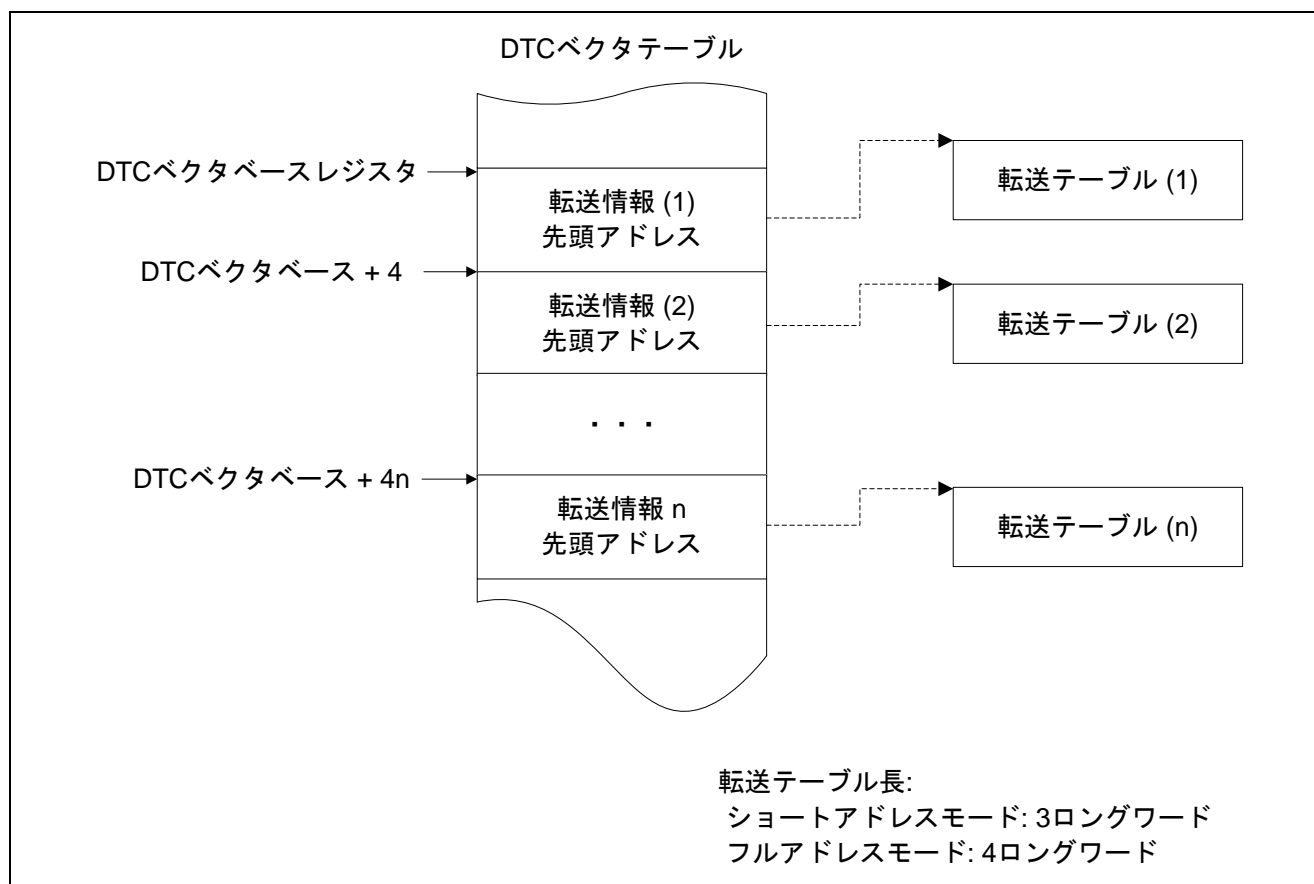 DTCベクタテーブル
DTCベクタベースレジスタ
転送情報 (1)
先頭アドレス
転送テーブル (1)
DTCベクタベース + 4
転送情報 (2)
先頭アドレス
転送テーブル (2)
・・・
DTCベクタベース + 4n
転送情報 n
先頭アドレス
転送テーブル (n)
転送テーブル長:
ショートアドレスモード: 3ロングワード
フルアドレスモード: 4ロングワード